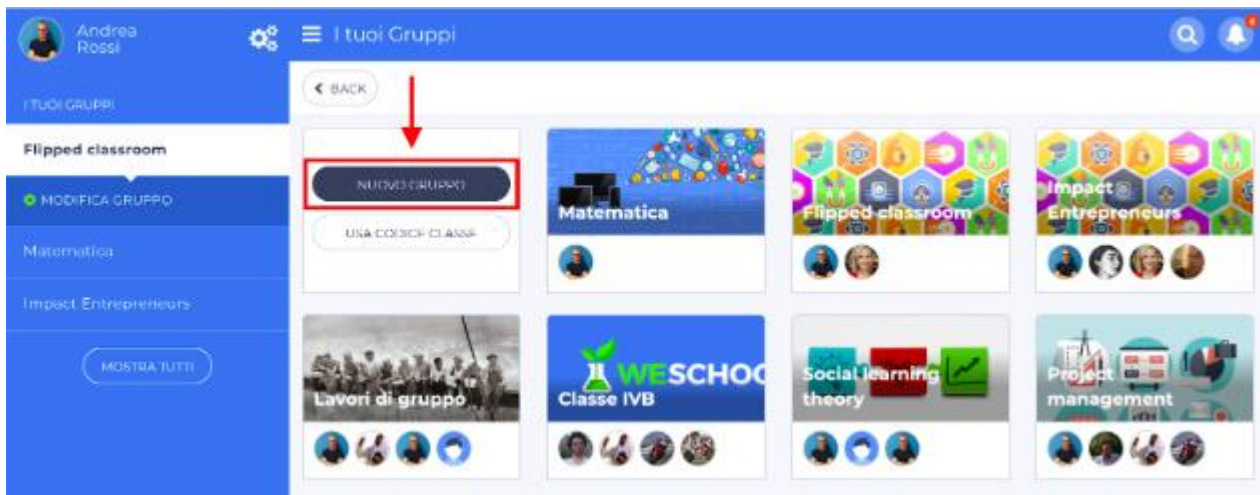 Andrea
Rossi
I tuoi Gruppi
I TUOI GRUPPI
BACK
Flipped classroom
MODIFICA GRUPPO
Matematica
Impact Entrepreneurs
MOSTRA TUTTI
NUOVO GRUPPO
USA CODICE CLASSE
Matematica
Flipped classroom
Impact
Entrepreneurs
Lavori di gruppo
WESCHOO
Classe IVB
Social learning
theory
Project
management